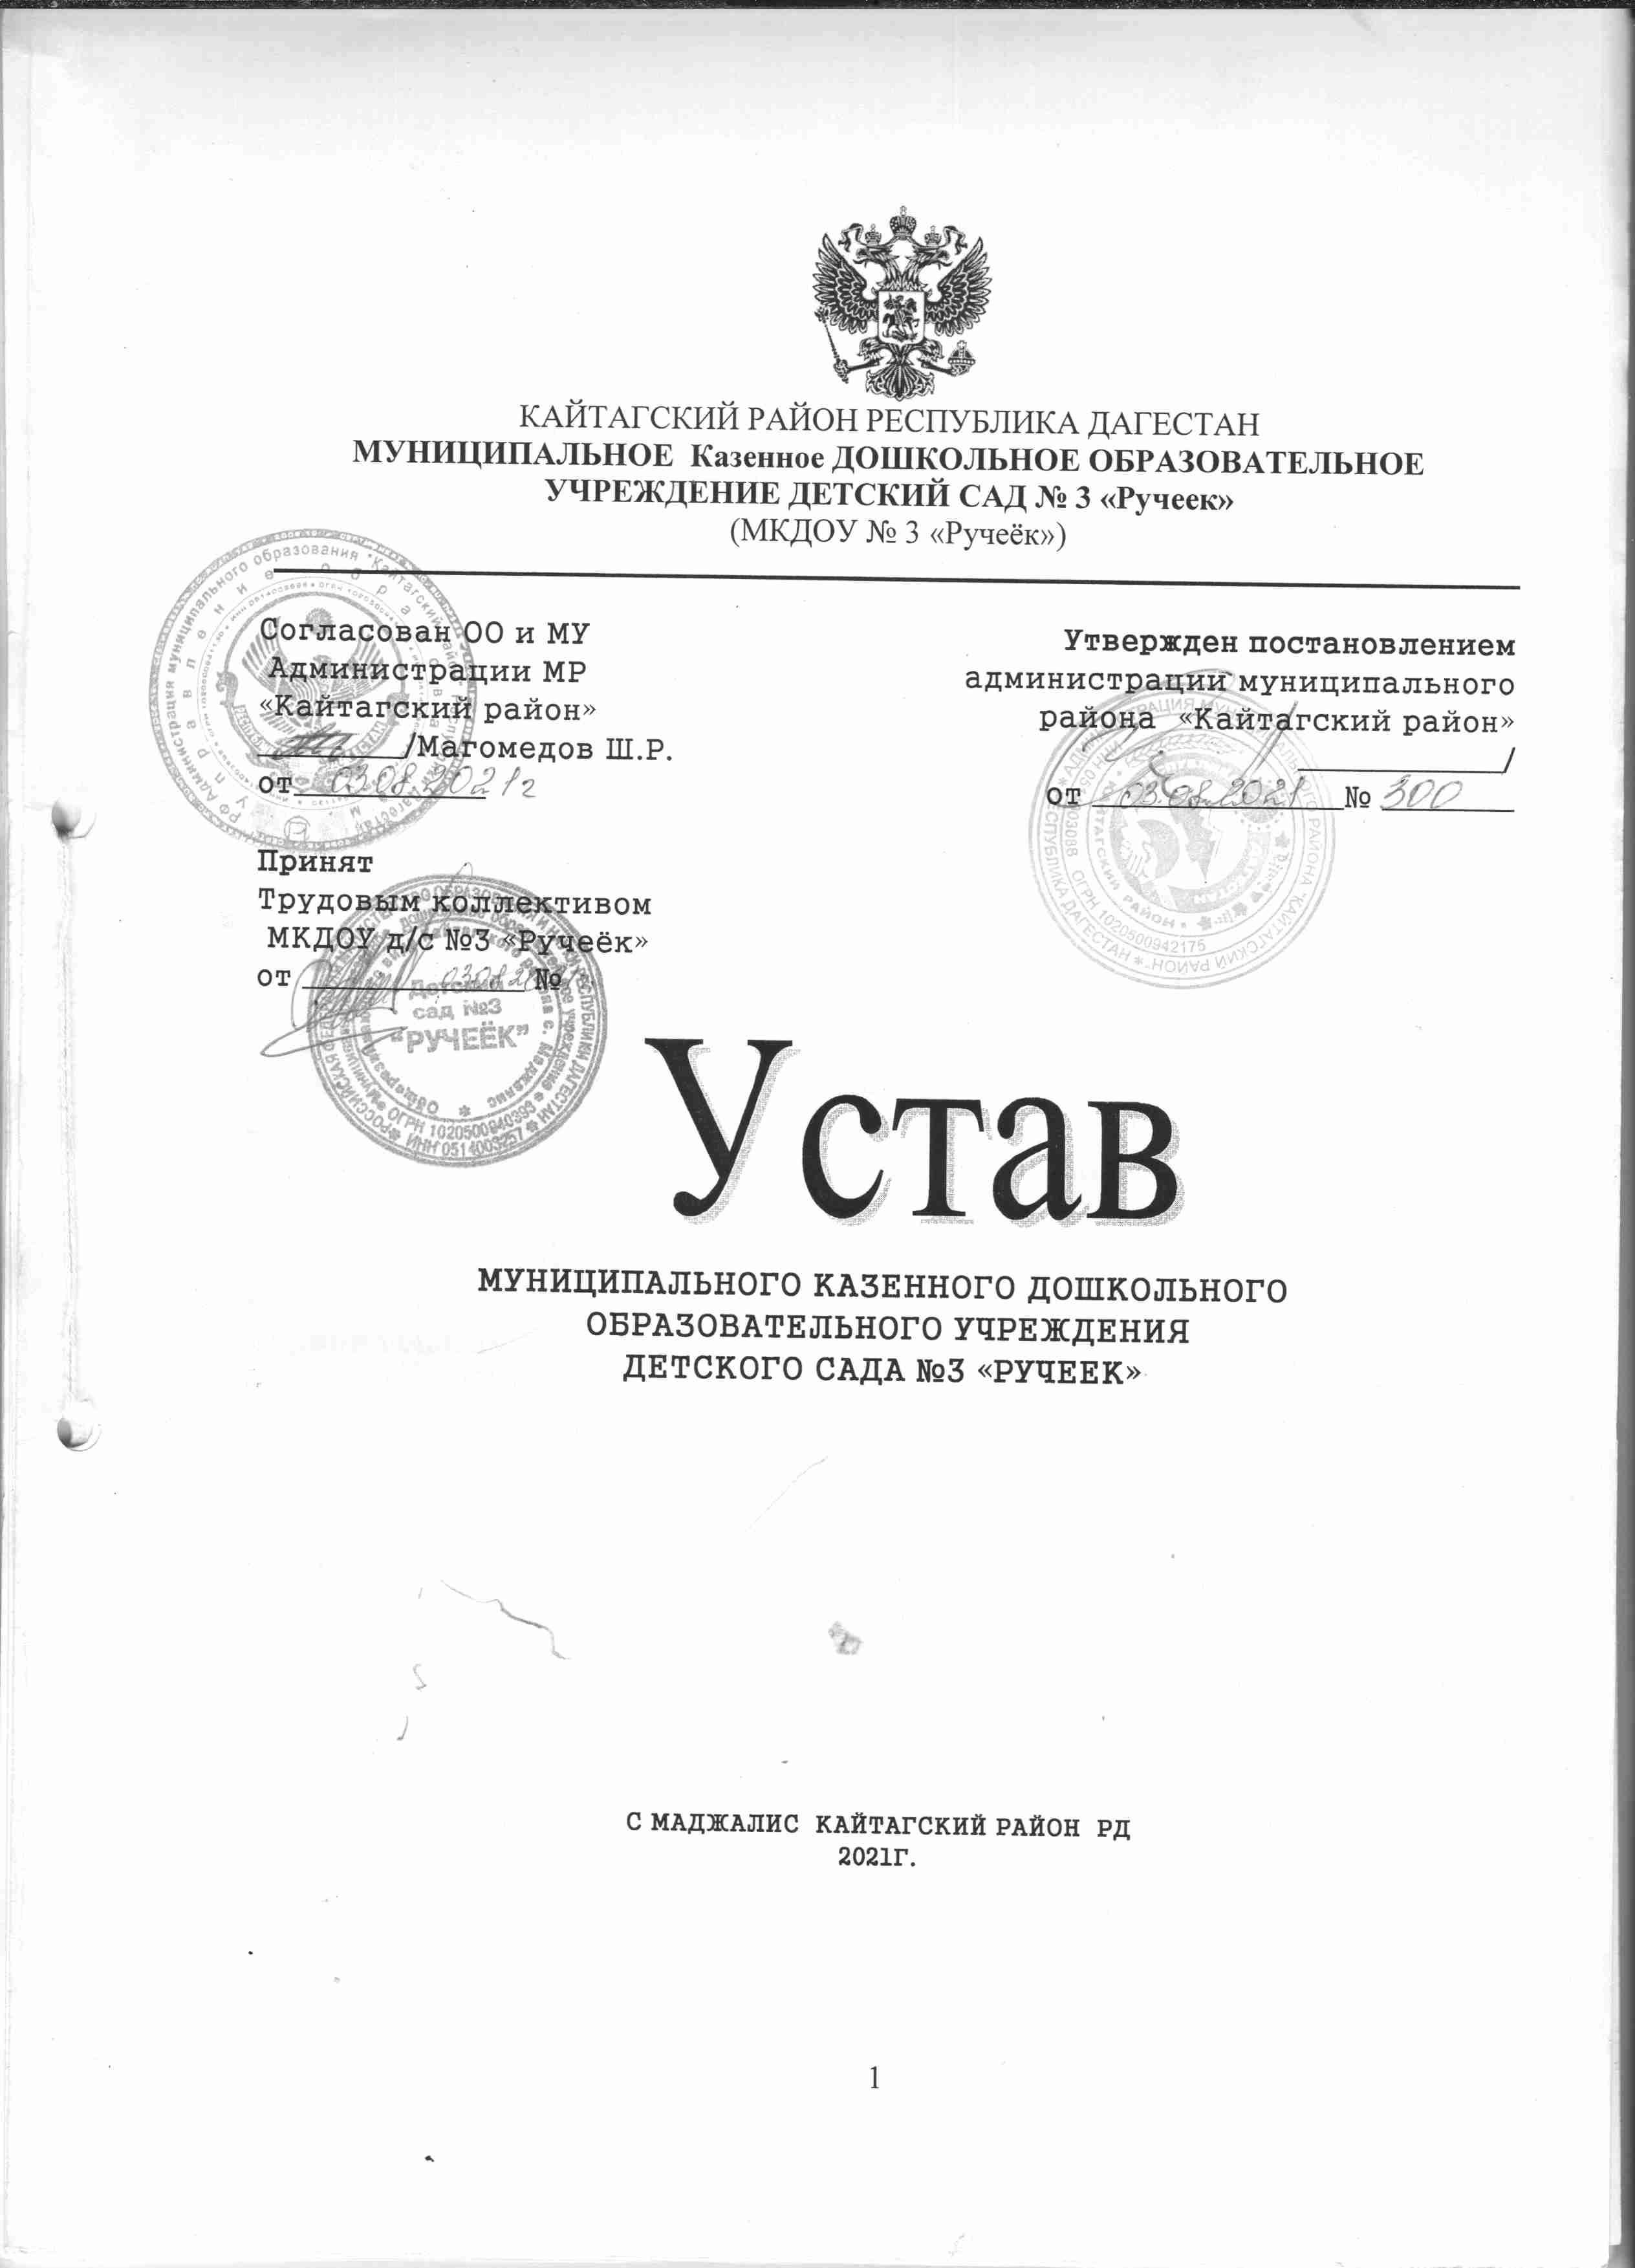 КАЙТАГСКИЙ РАЙОН РЕСПУБЛИКА ДАГЕСТАН
МУНИЦИПАЛЬНОЕ Казенное ДОШКОЛЬНОЕ ОБРАЗОВАТЕЛЬНОЕ
УЧРЕЖДЕНИЕ ДЕТСКИЙ САД № 3 «Ручеек»
(МКДОУ № 3 «Ручеёк»)
Согласован ОО и МУ
Администрации МР
«Кайтагский район»
/Магомедов Ш.Р.
от 03.08.2021г
Утвержден постановлением
администрации муниципального
района «Кайтагский район»
/
от 03.08.2021 № 300
Принят
Трудовым коллективом
МКДОУ д/с №3 «Ручеёк»
от №
Детский
сад №3
“РУЧЕЁК”
Устав
МУНИЦИПАЛЬНОГО КАЗЕННОГО ДОШКОЛЬНОГО
ОБРАЗОВАТЕЛЬНОГО УЧРЕЖДЕНИЯ
ДЕТСКОГО САДА №3 «РУЧЕЕК»
С МАДЖАЛИС КАЙТАГСКИЙ РАЙОН РД
2021Г.
1